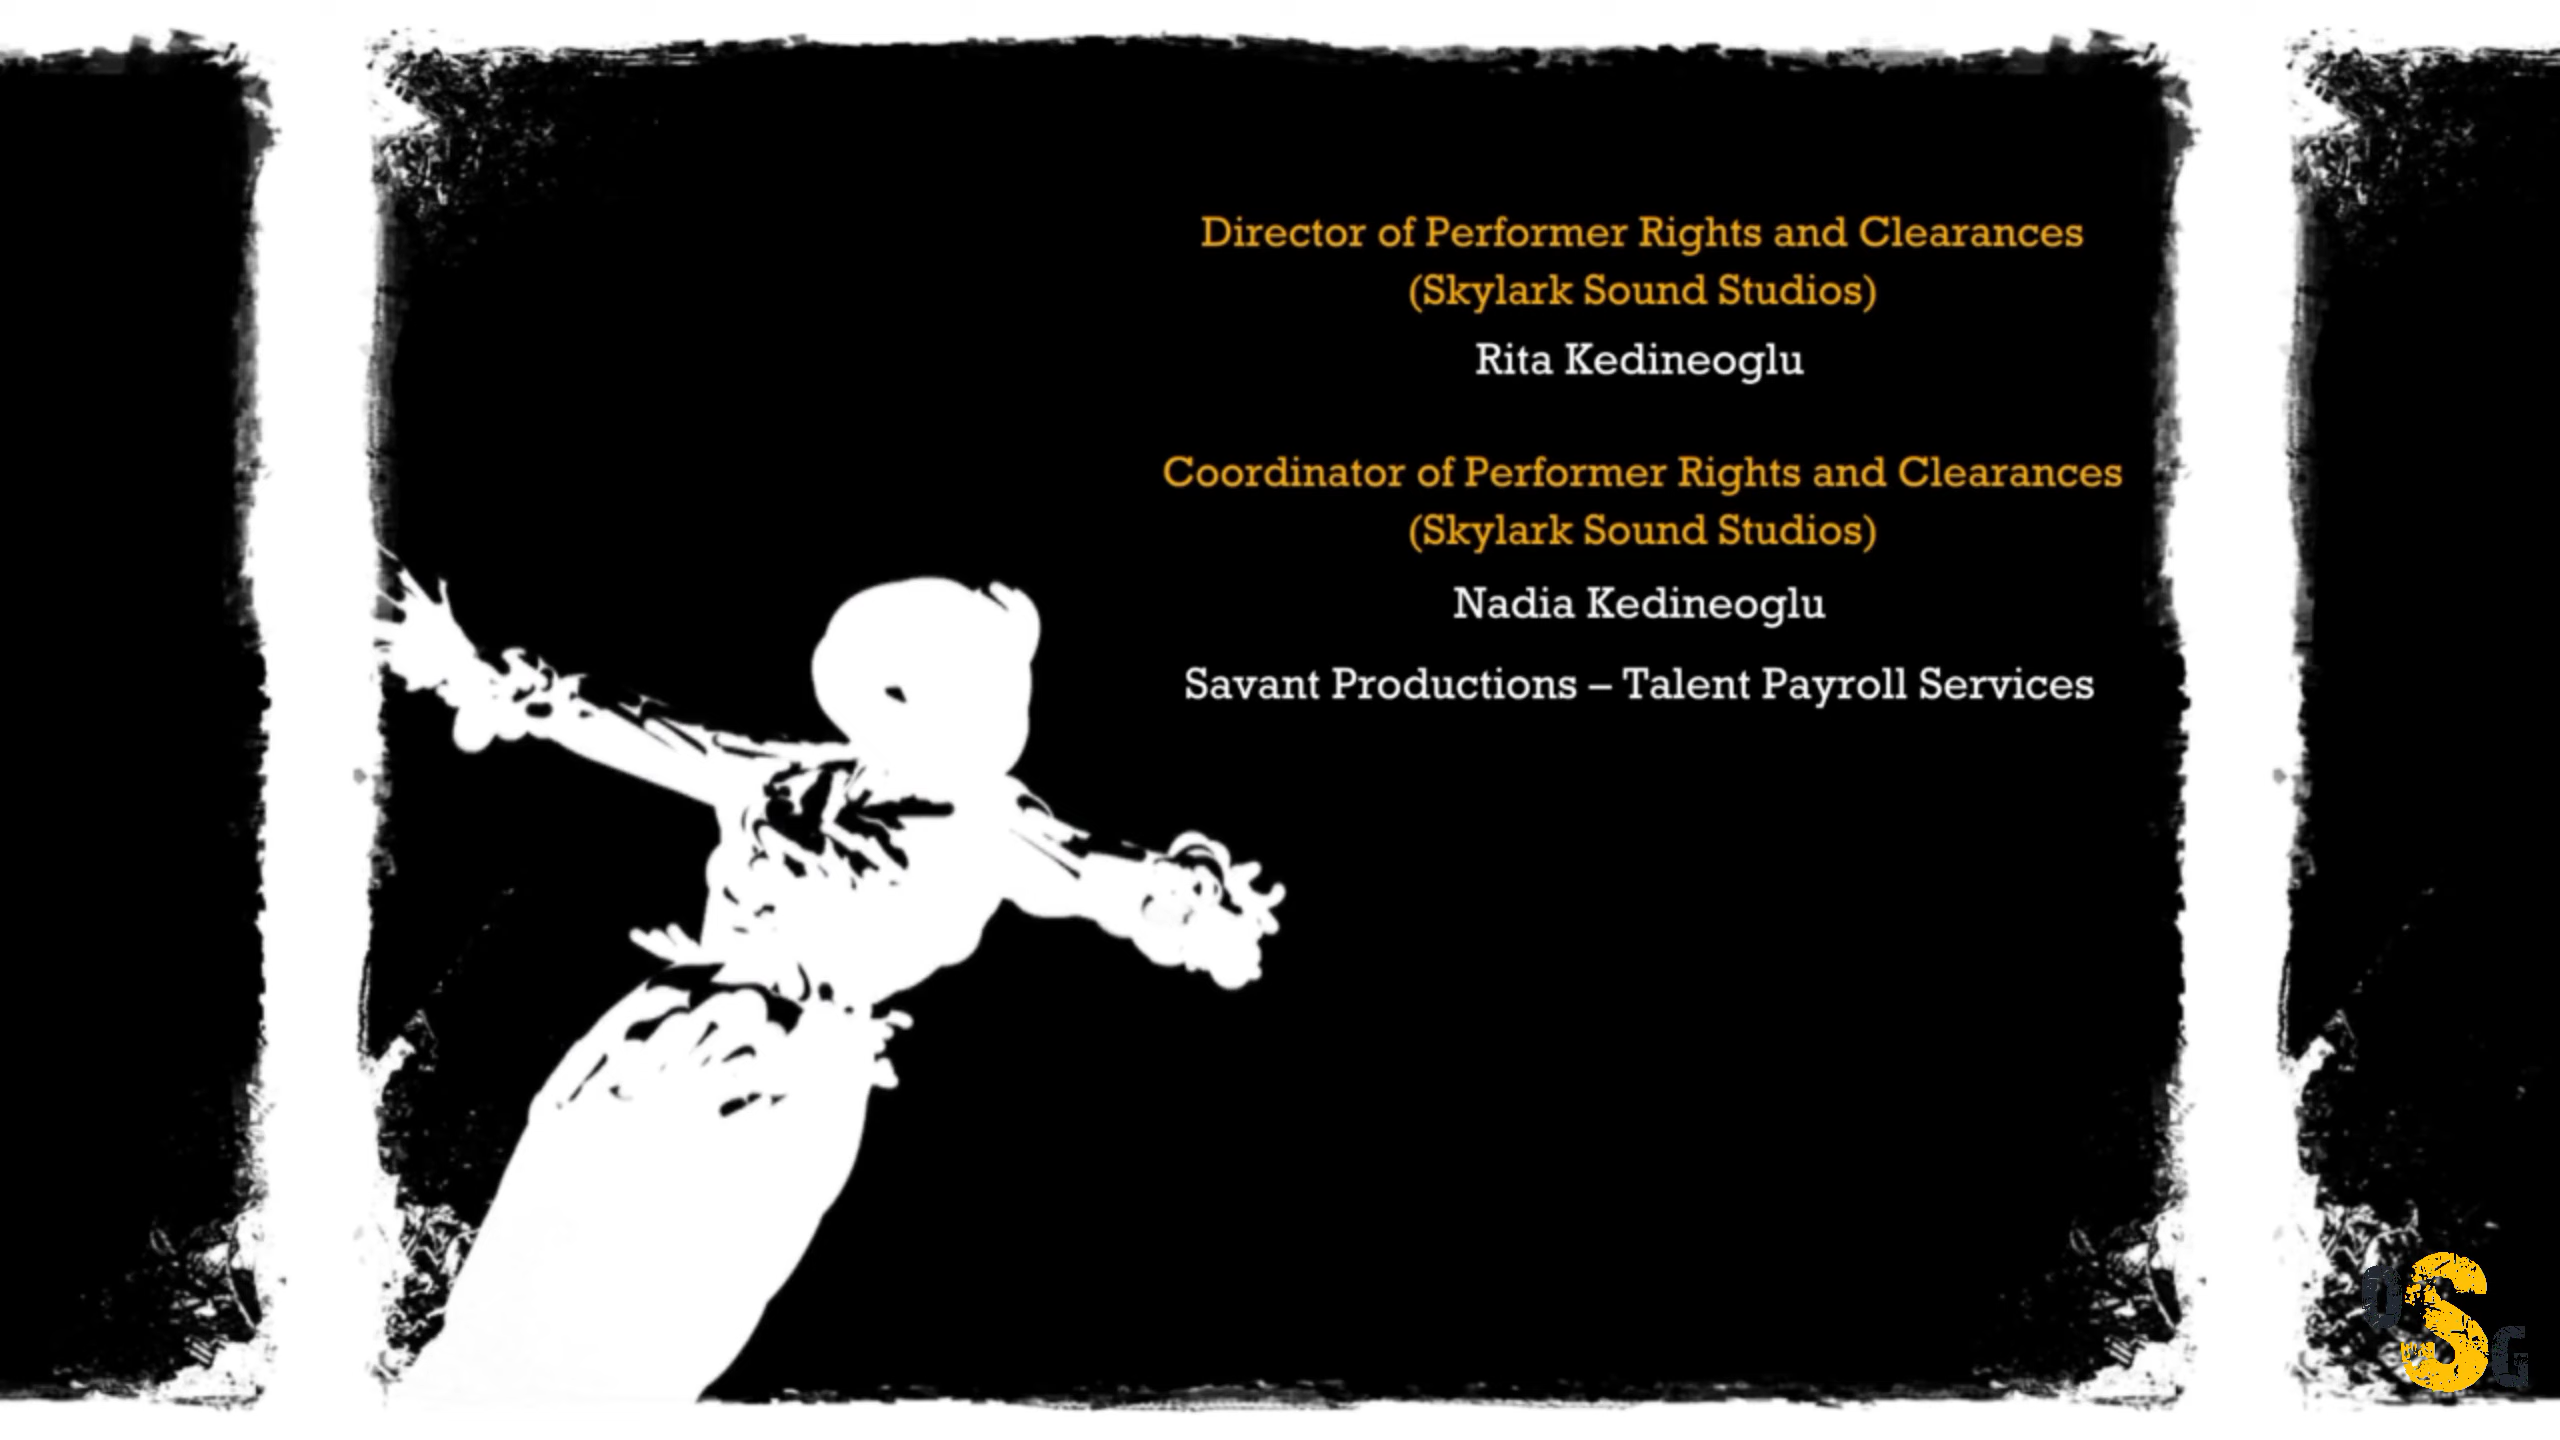 Director of Performer Rights and Clearances
(Skylark Sound Studios)
Rita Kedineoglu
Coordinator of Performer Rights and Clearances
(Skylark Sound Studios)
Nadia Kedineoglu
Savant Productions – Talent Payroll Services
OSG